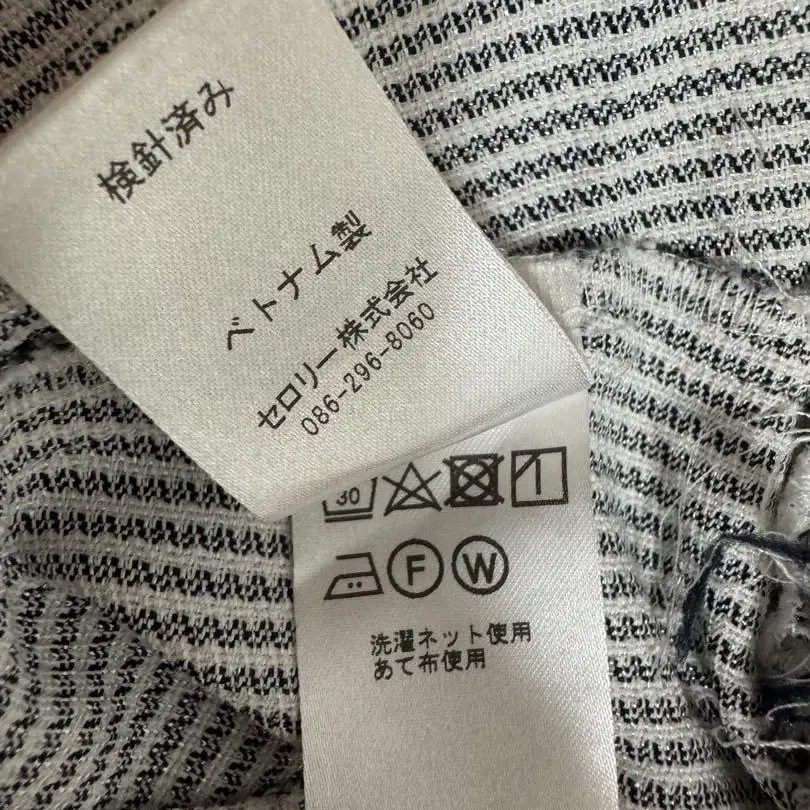 検針済み
ベトナム製
セロリー株式会社
086-296-8060
30
F W
洗濯ネット使用
あて布使用